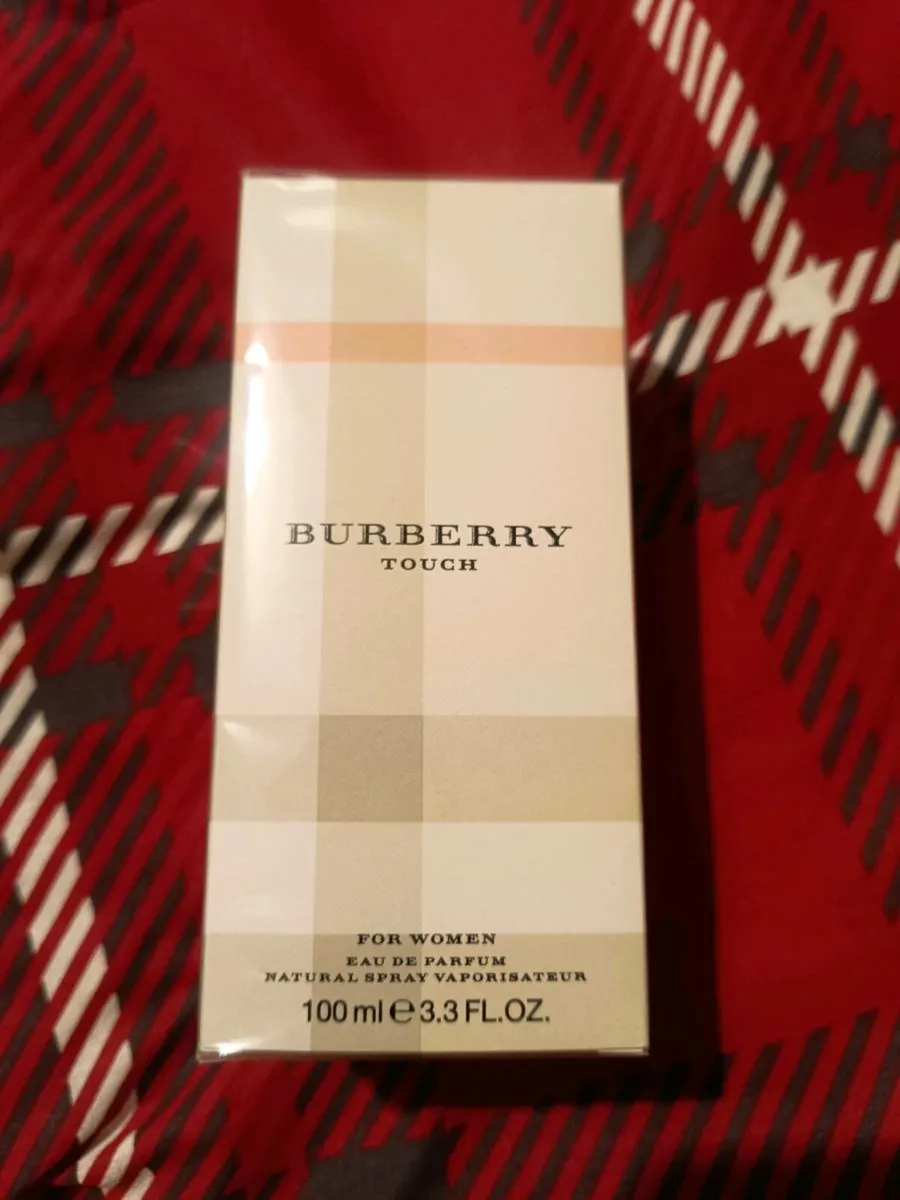 BURBERRY
TOUCH
FOR WOMEN
EAU DE PARFUM
NATURAL SPRAY VAPORISATEUR
100 ml ℮ 3.3 FL.OZ.